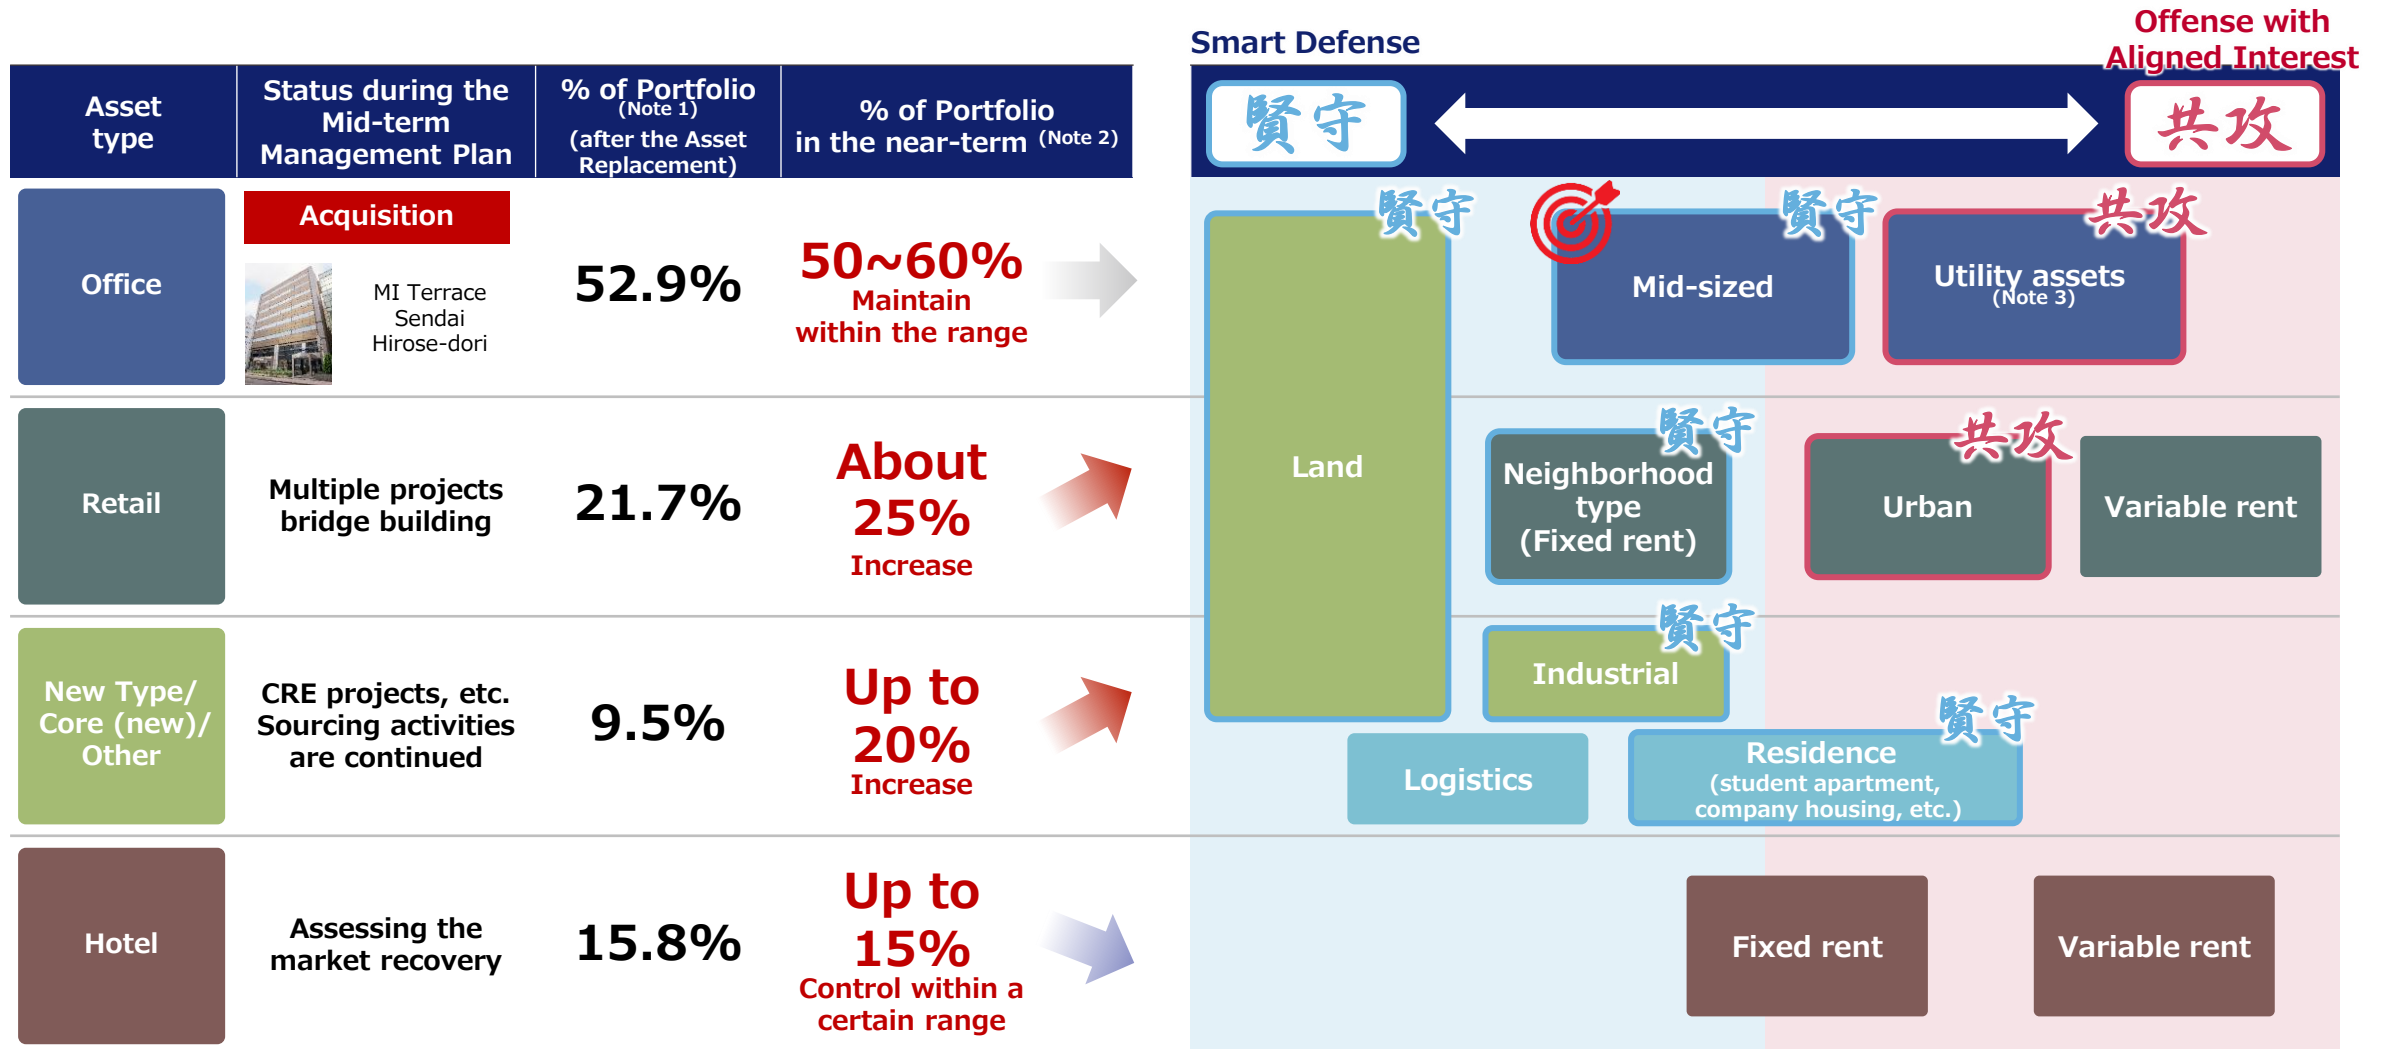 Smart Defense
Offense with
Aligned Interest
Asset
type
Status during the
Mid-term
Management Plan
% of Portfolio
(Note 1)
(after the Asset
Replacement)
% of Portfolio
in the near-term (Note 2)
賢守
共攻
Office
Acquisition
MI Terrace
Sendai
Hirose-dori
52.9%
50~60%
Maintain
within the range
賢守
Land
賢守
Mid-sized
共攻
Utility assets
(Note 3)
Retail
Multiple projects
bridge building
21.7%
About
25%
Increase
賢守
Neighborhood
type
(Fixed rent)
共攻
Urban
Variable rent
New Type/
Core (new)/
Other
CRE projects, etc.
Sourcing activities
are continued
9.5%
Up to
20%
Increase
賢守
Industrial
Logistics
賢守
Residence
(student apartment,
company housing, etc.)
Hotel
Assessing the
market recovery
15.8%
Up to
15%
Control within a
certain range
Fixed rent
Variable rent